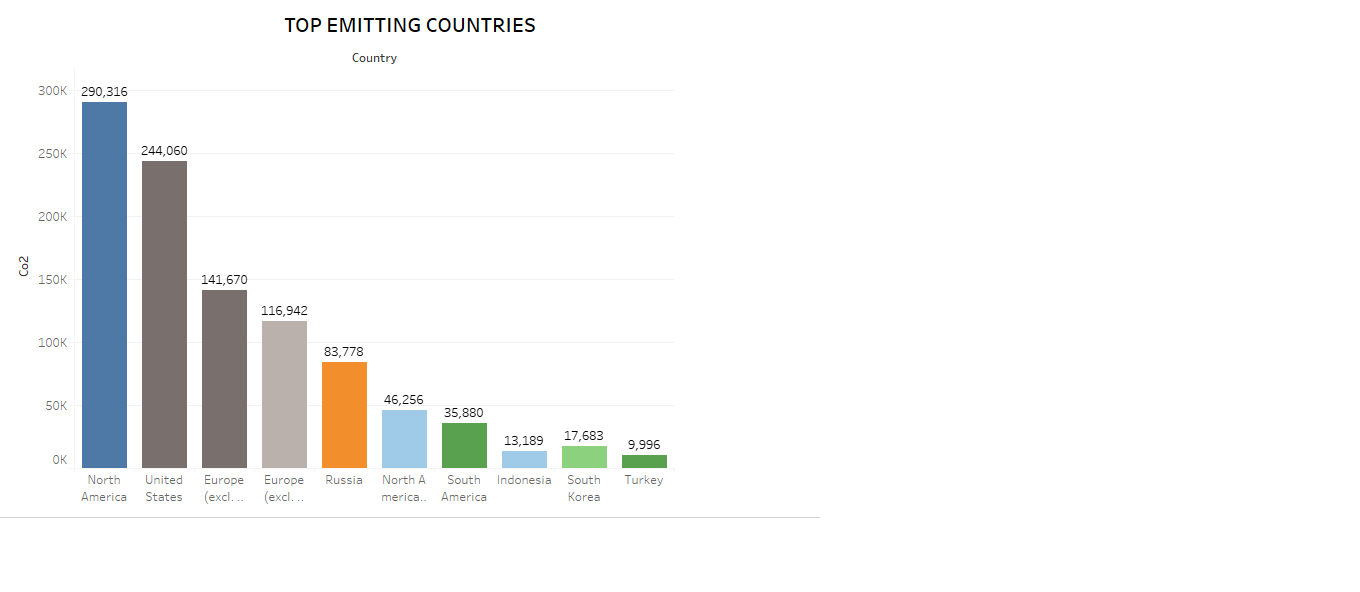 TOP EMITTING COUNTRIES
Country
300K
250K
200K
150K
100K
50K
0K
Co2
290,316
244,060
141,670
116,942
83,778
46,256
35,880
13,189
17,683
9,996
North
America
United
States
Europe
(excl. ..
Europe
(excl. ..
Russia
North A
merica..
South
America
Indonesia
South
Korea
Turkey